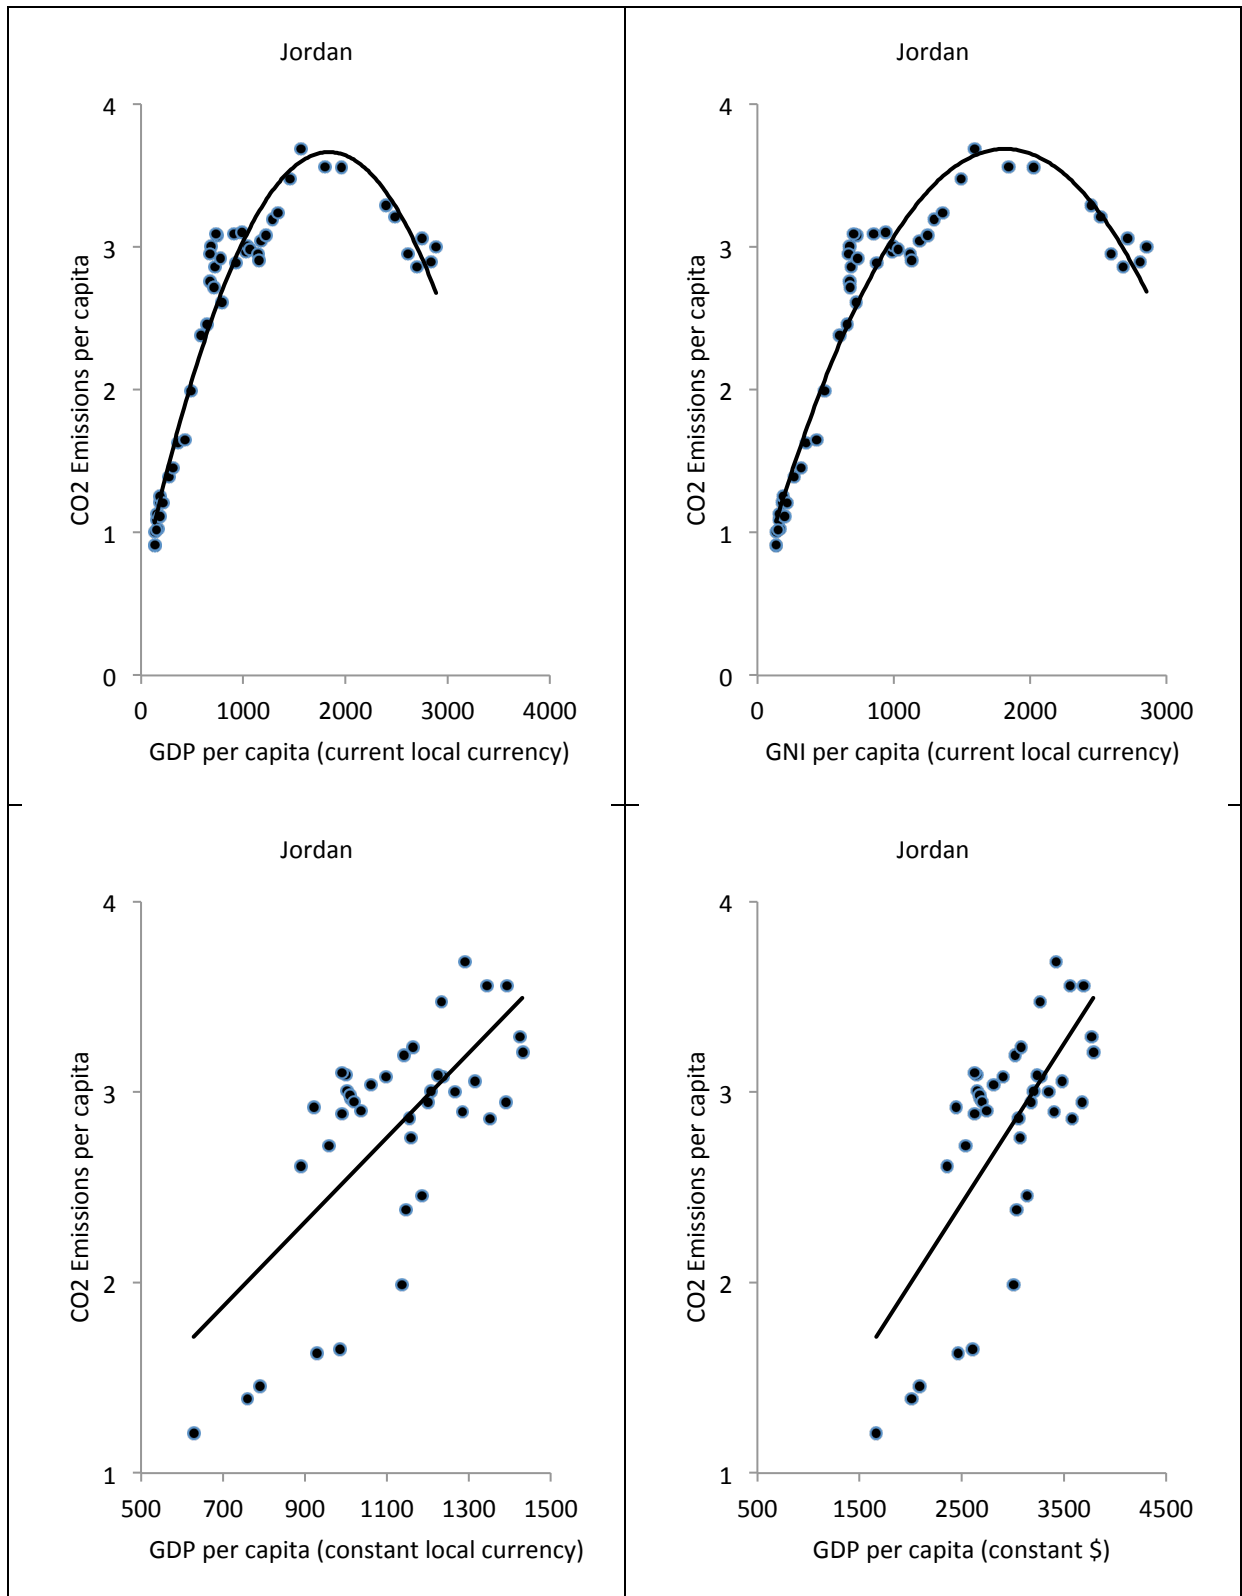 Jordan
4
3
2
1
0
CO2 Emissions per capita
0 1000 2000 3000 4000
GDP per capita (current local currency)
Jordan
4
3
2
1
0
CO2 Emissions per capita
0 1000 2000 3000
GNI per capita (current local currency)
Jordan
4
3
2
1
CO2 Emissions per capita
500 700 900 1100 1300 1500
GDP per capita (constant local currency)
Jordan
4
3
2
1
CO2 Emissions per capita
500 1500 2500 3500 4500
GDP per capita (constant $)